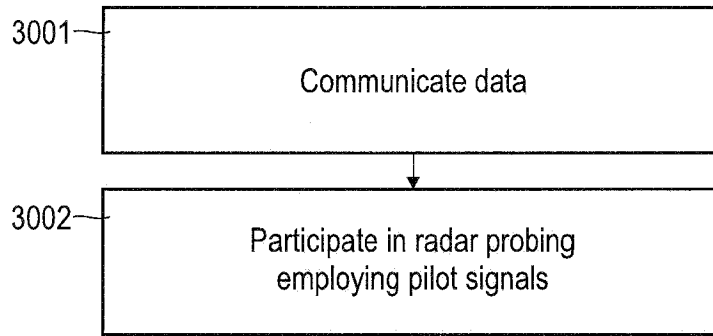 3001
Communicate data
3002
Participate in radar probing
employing pilot signals